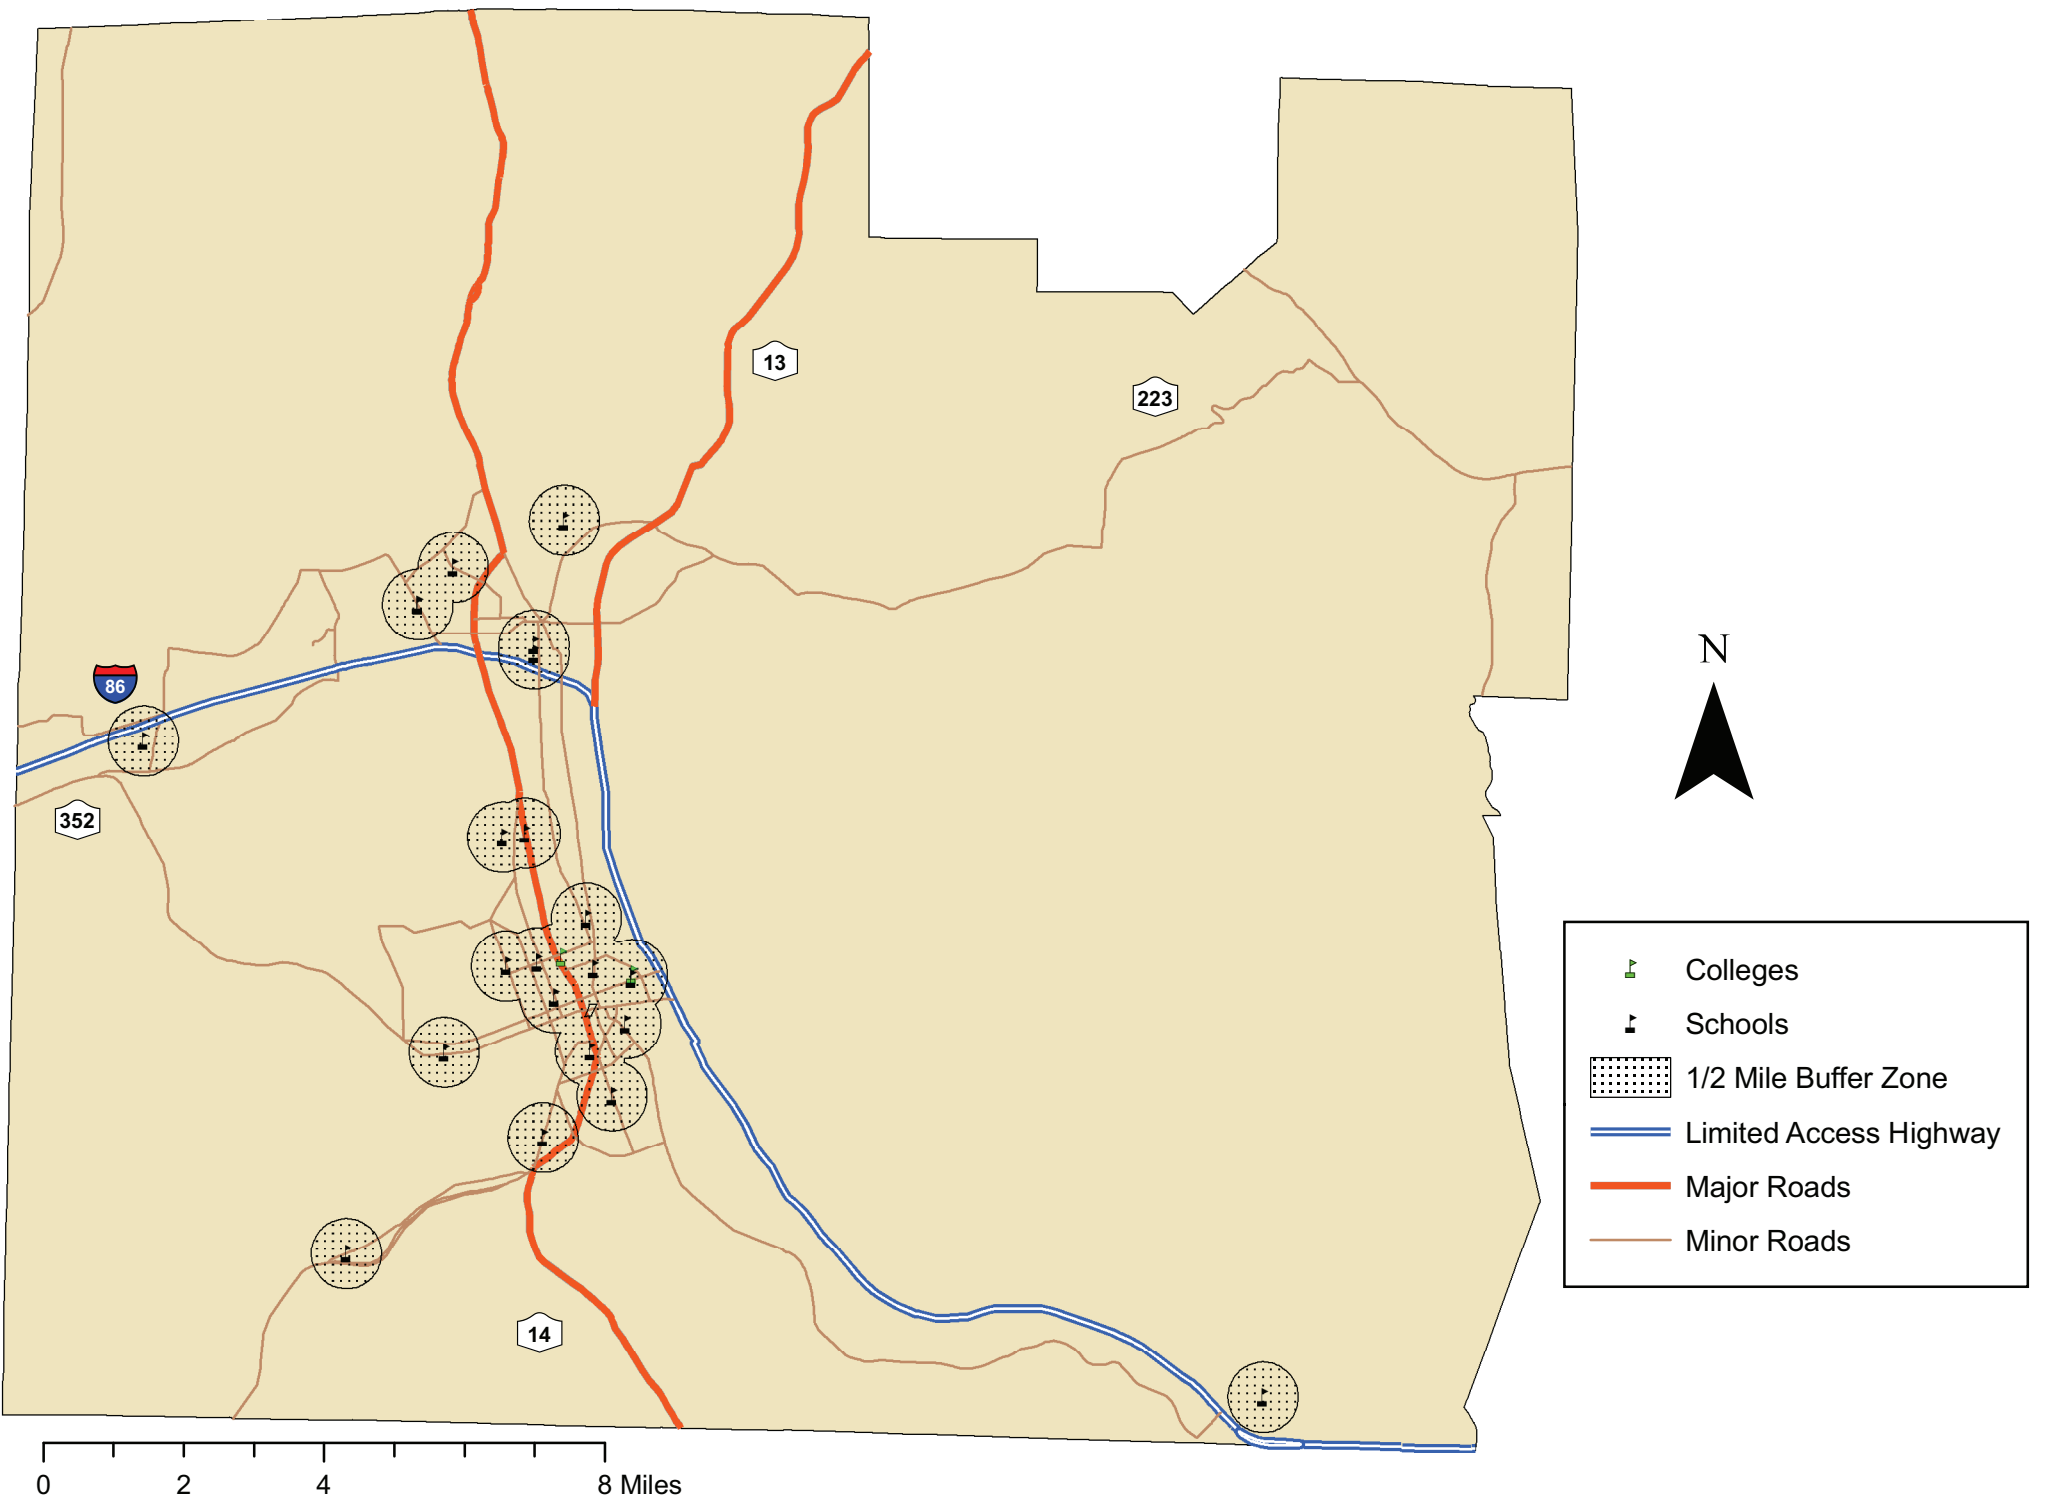 13
223
86
352
14
N
Colleges
Schools
1/2 Mile Buffer Zone
Limited Access Highway
Major Roads
Minor Roads
0 2 4 8 Miles